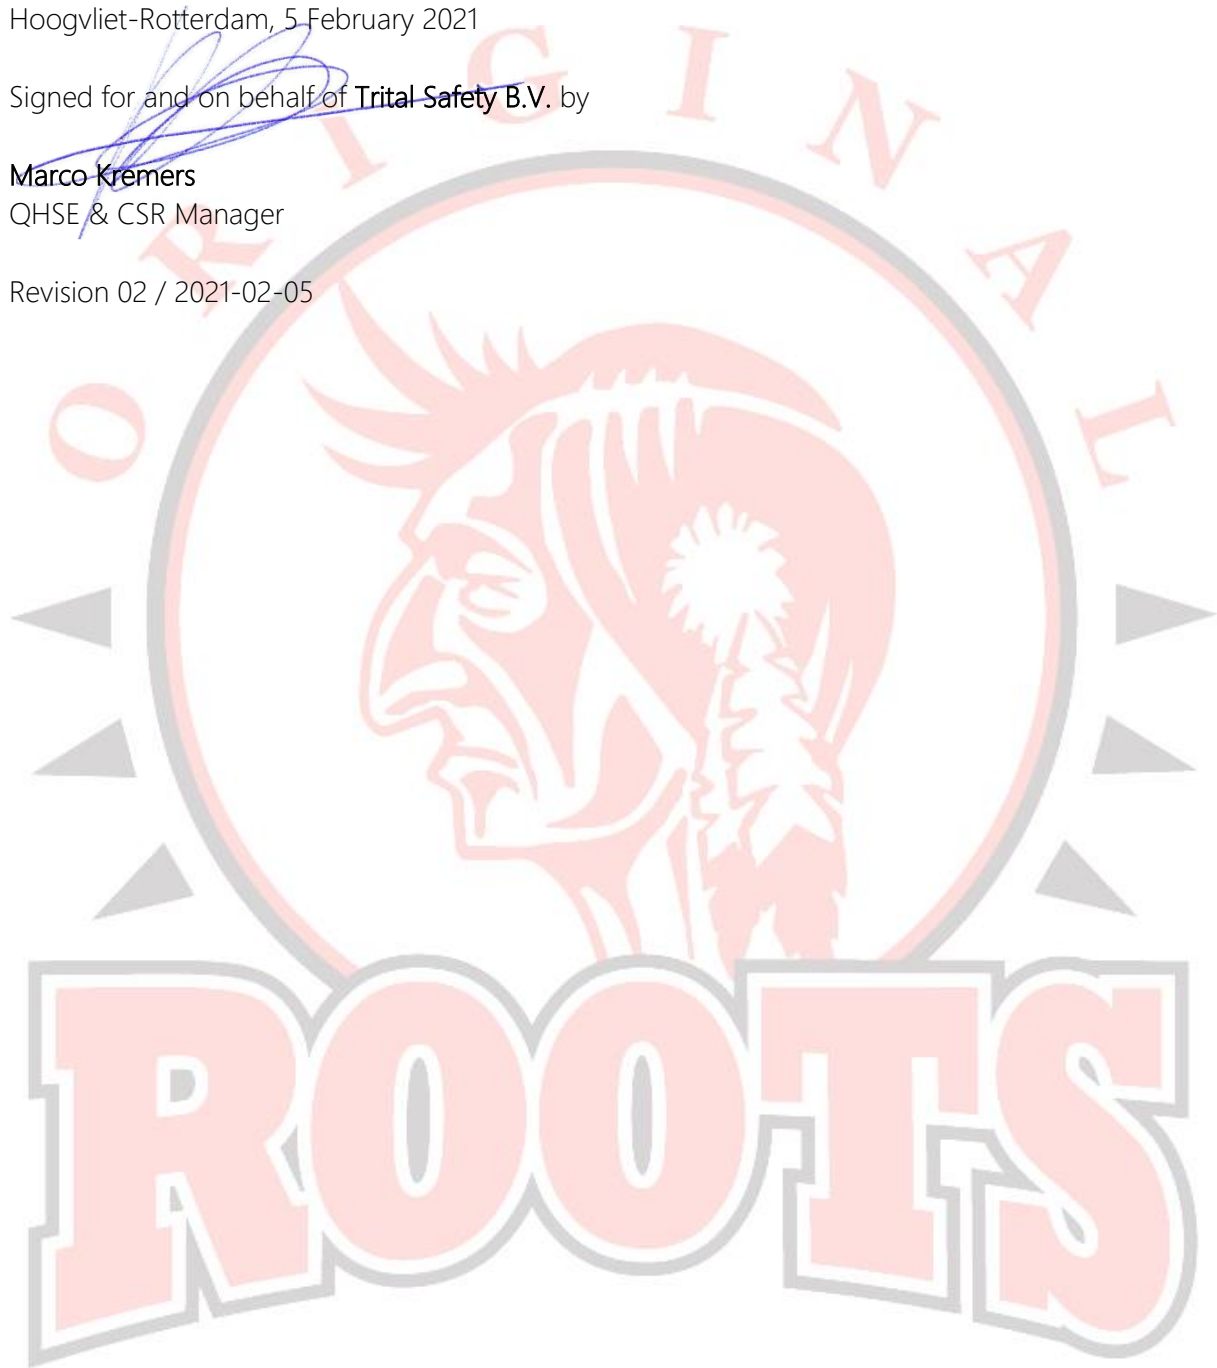 Hoogvliet-Rotterdam, 5 February 2021
Signed for and on behalf of Trital Safety B.V. by
Marco Kremers
QHSE & CSR Manager
Revision 02 / 2021-02-05
ORIGINAL
ROOTS